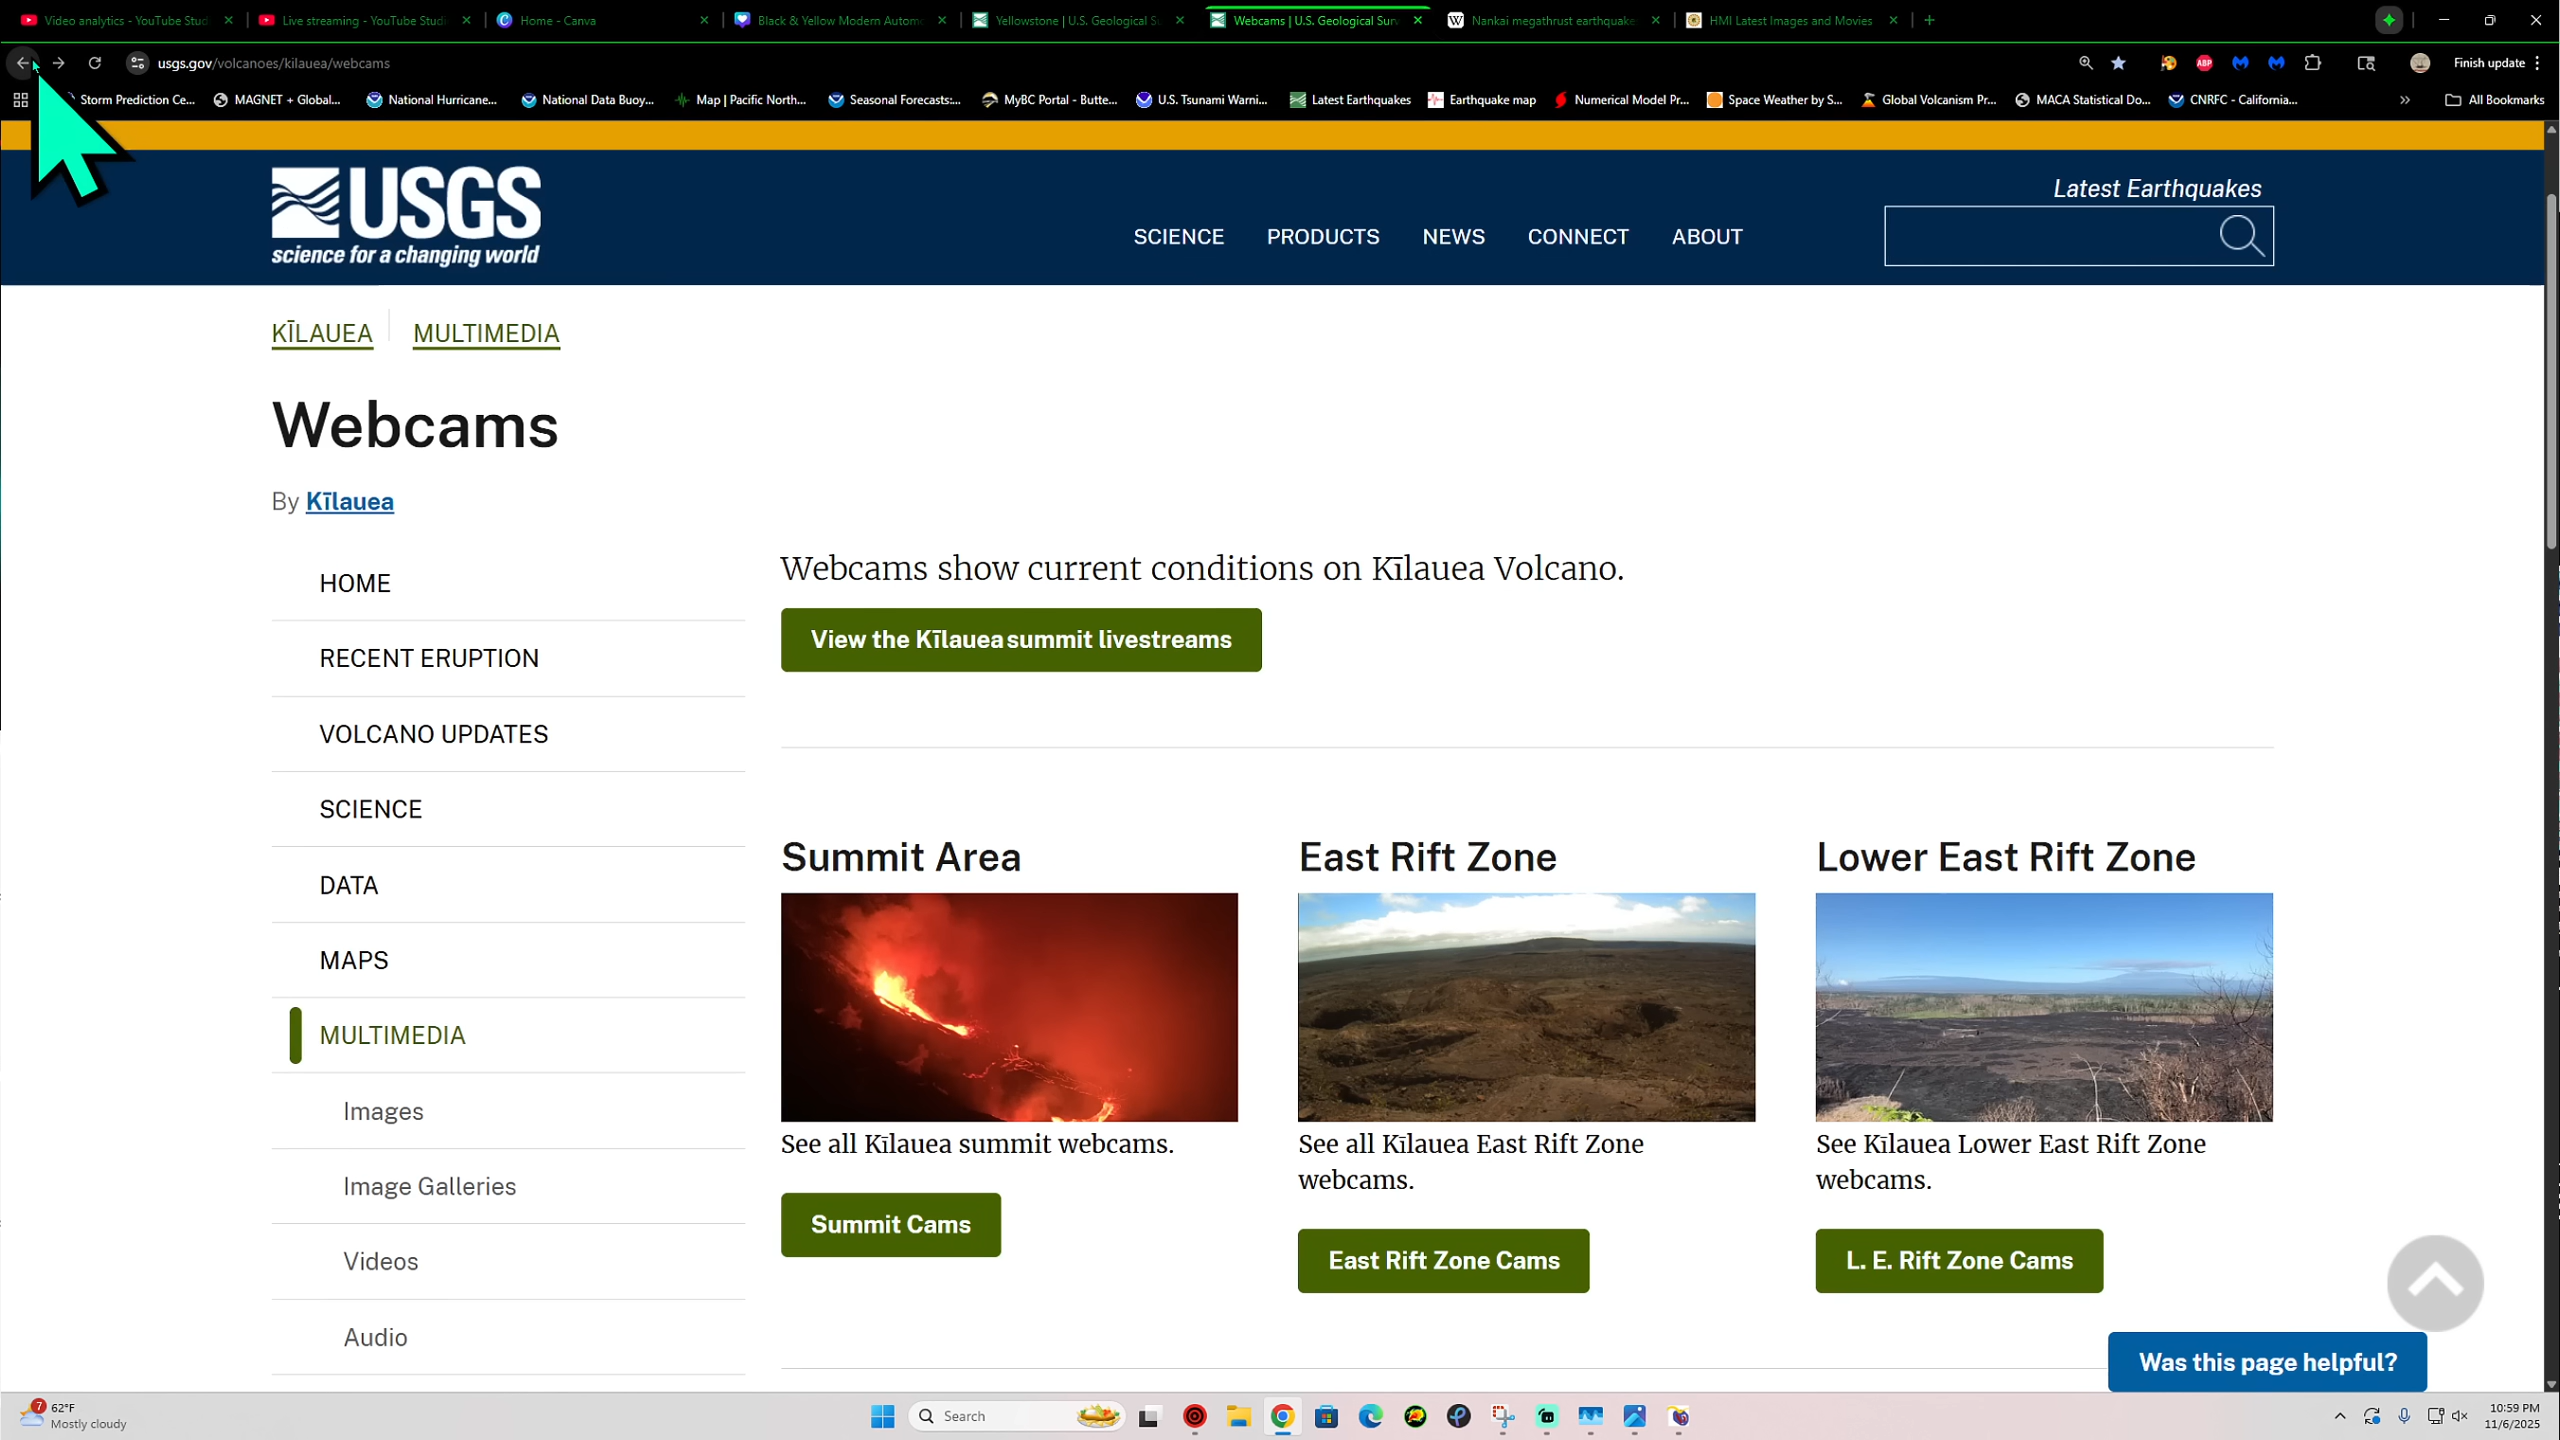 Video analytics - YouTube Stud
Live streaming - YouTube Studi
Home - Canva
Black & Yellow Modern Automo
Yellowstone | U.S. Geological Su
Webcams | U.S. Geological Surv
Nankai megathrust earthquake
HMI Latest Images and Movies
usgs.gov/volcanoes/kilauea/webcams
ABP
Finish update
Storm Prediction Ce...
MAGNET + Global...
National Hurricane...
National Data Buoy...
Map | Pacific North...
Seasonal Forecasts:...
MyBC Portal - Butte...
U.S. Tsunami Warni...
Latest Earthquakes
Earthquake map
Numerical Model Pr...
Space Weather by S...
Global Volcanism Pr...
MACA Statistical Do...
CNRFC - California...
All Bookmarks
USGS
science for a changing world
Latest Earthquakes
SCIENCE PRODUCTS NEWS CONNECT ABOUT
KĪLAUEA MULTIMEDIA
Webcams
By Kīlauea
HOME
RECENT ERUPTION
VOLCANO UPDATES
SCIENCE
DATA
MAPS
MULTIMEDIA
Images
Image Galleries
Videos
Audio
Webcams show current conditions on Kīlauea Volcano.
View the Kīlauea summit livestreams
Summit Area
See all Kīlauea summit webcams.
Summit Cams
East Rift Zone
See all Kīlauea East Rift Zone
webcams.
East Rift Zone Cams
Lower East Rift Zone
See Kīlauea Lower East Rift Zone
webcams.
L. E. Rift Zone Cams
Was this page helpful?
7
62°F
Mostly cloudy
Search
10:59 PM
11/6/2025